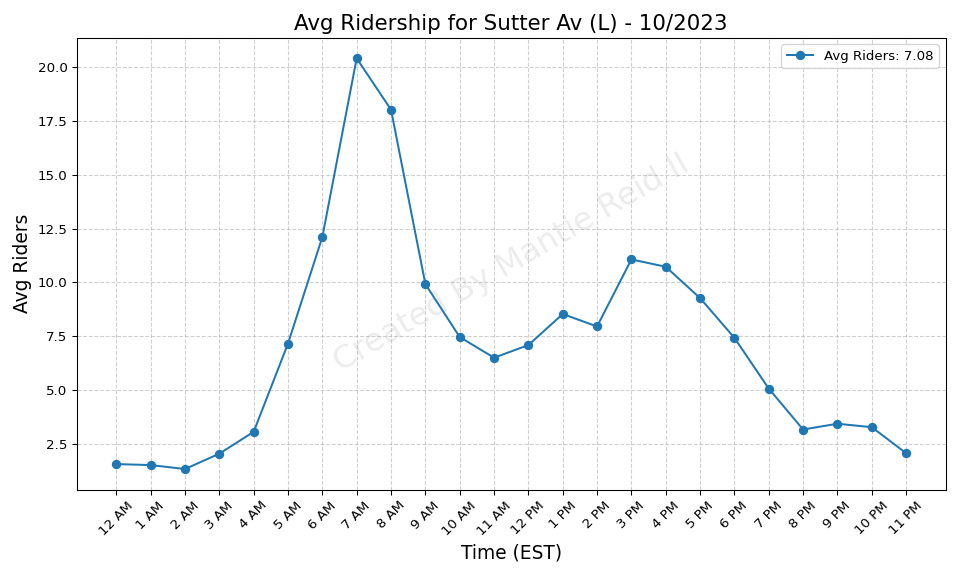 Avg Ridership for Sutter Av (L) - 10/2023
Avg Riders: 7.08
Avg Riders
20.0
17.5
15.0
12.5
10.0
7.5
5.0
2.5
Created By Mantie Reid II
12 AM
1 AM
2 AM
3 AM
4 AM
5 AM
6 AM
7 AM
8 AM
9 AM
10 AM
11 AM
12 PM
1 PM
2 PM
3 PM
4 PM
5 PM
6 PM
7 PM
8 PM
9 PM
10 PM
11 PM
Time (EST)